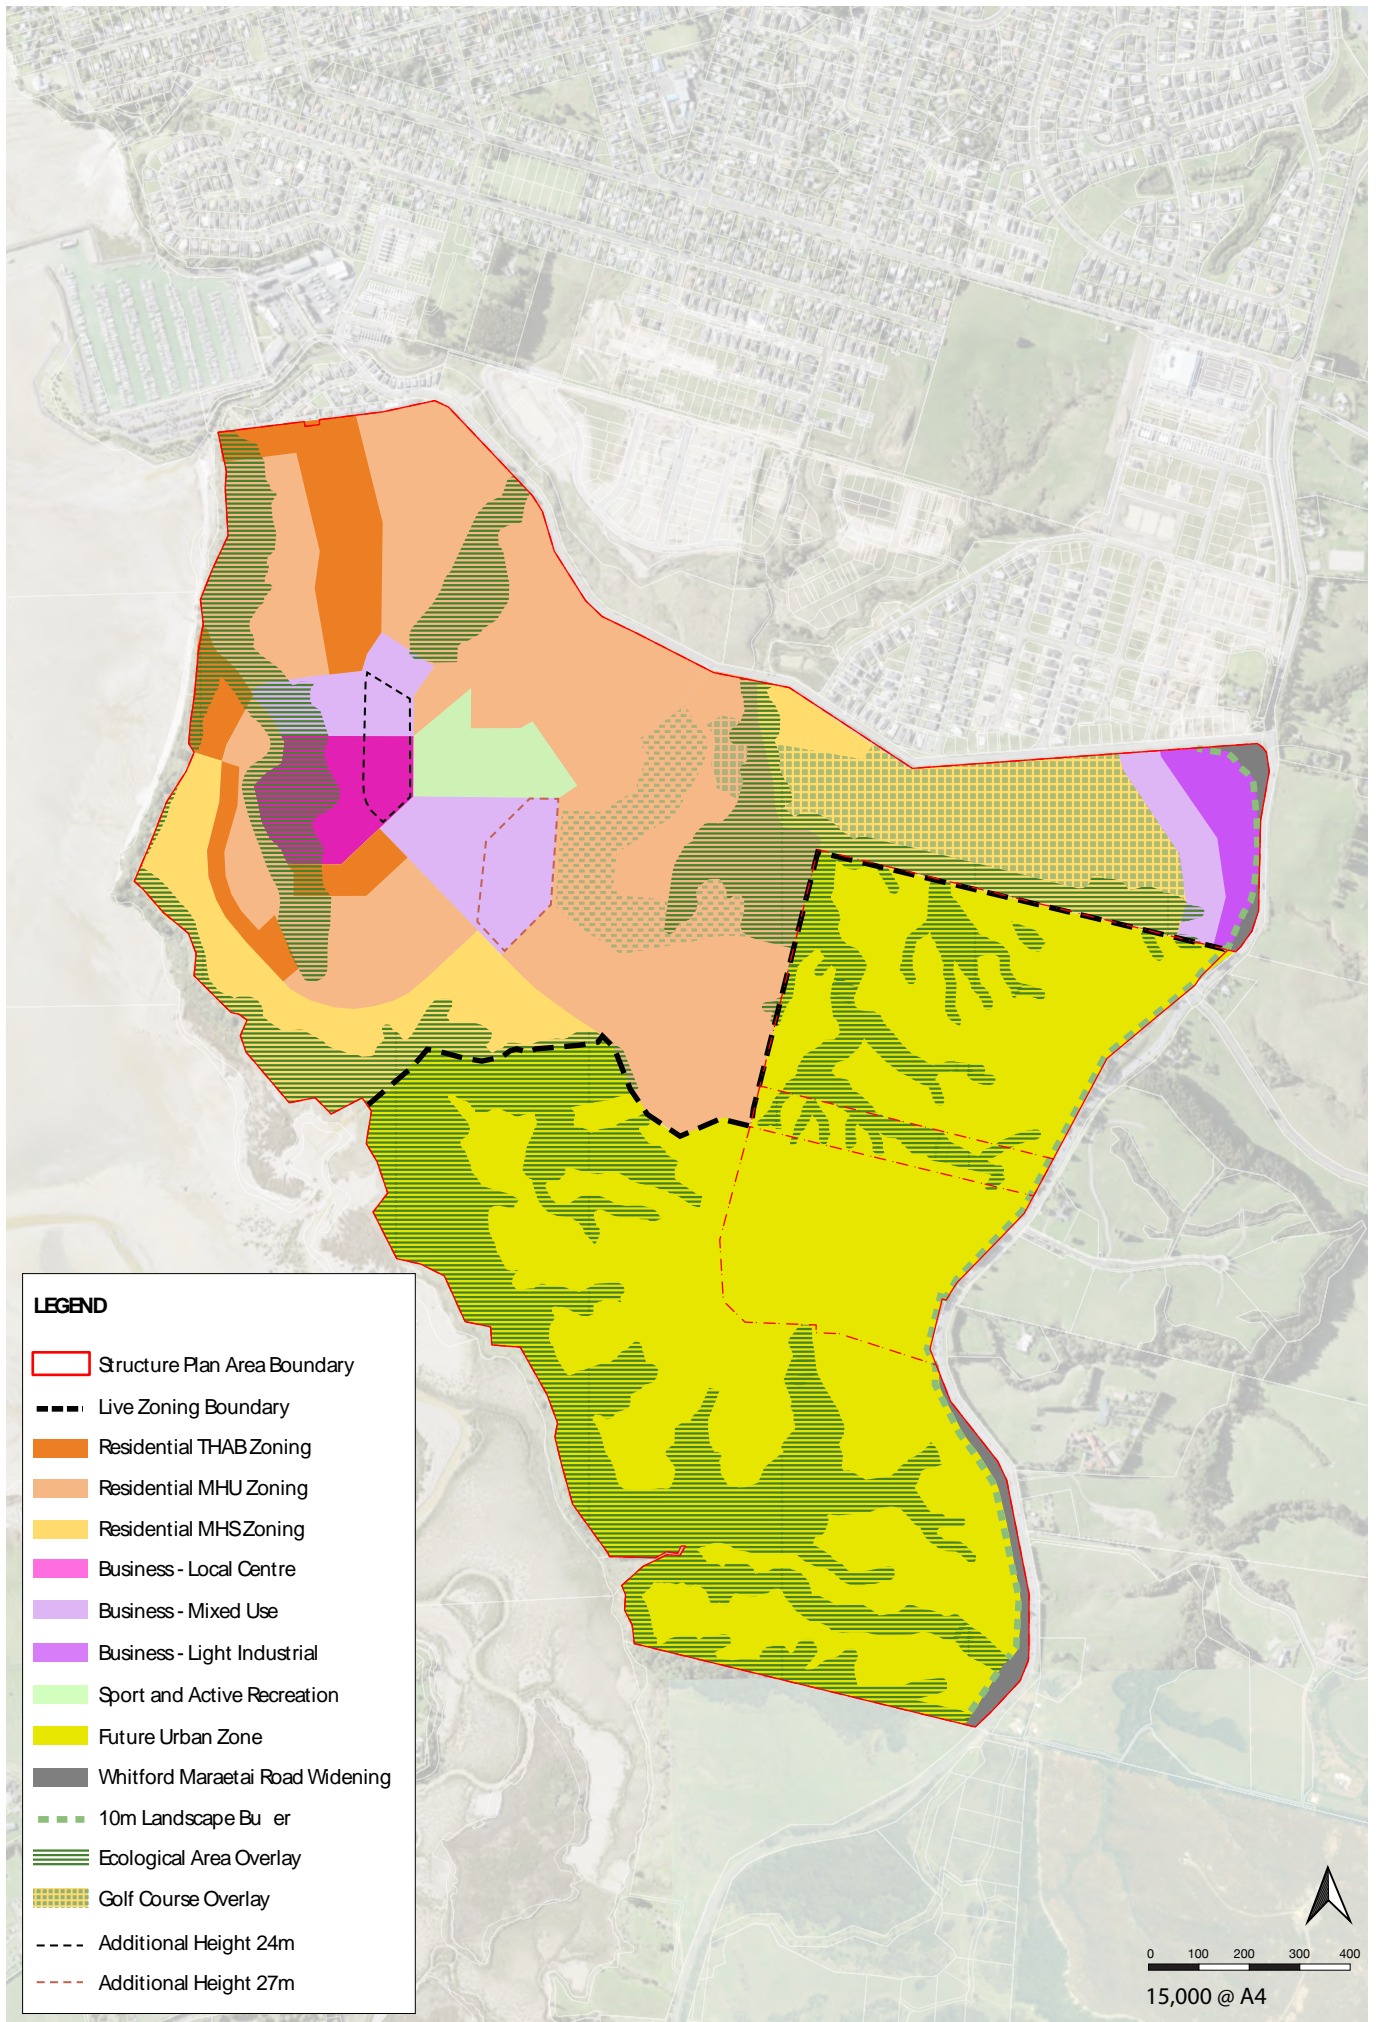 LEGEND
Structure Plan Area Boundary
Live Zoning Boundary
Residential THAB Zoning
Residential MHU Zoning
Residential MHS Zoning
Business - Local Centre
Business - Mixed Use
Business - Light Industrial
Sport and Active Recreation
Future Urban Zone
Whitford Maraetai Road Widening
10m Landscape Bu er
Ecological Area Overlay
Golf Course Overlay
Additional Height 24m
Additional Height 27m
0 100 200 300 400
15,000 @ A4